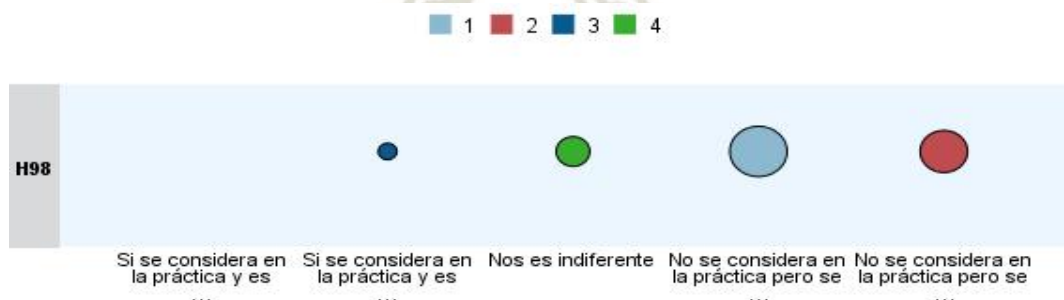 1 2 3 4
H98
Si se considera en
la práctica y es
...
Si se considera en
la práctica y es
...
Nos es indiferente
No se considera en
la práctica pero se
...
No se considera en
la práctica pero se
...